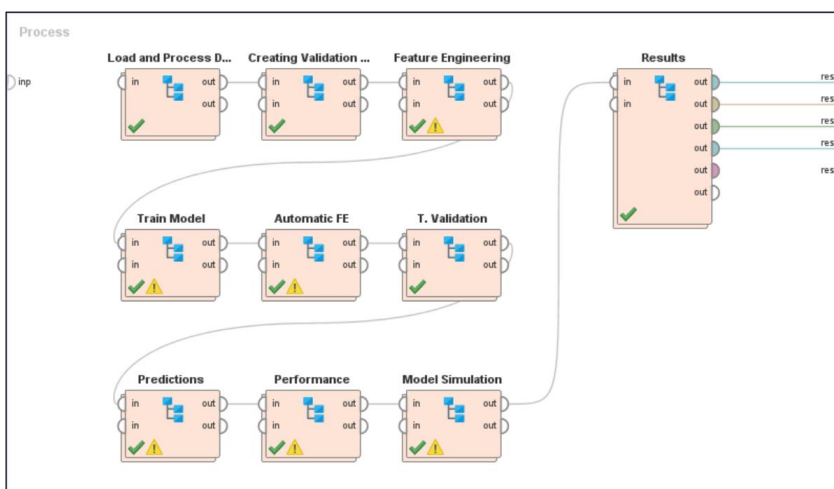 Process
inp
Load and Process D...
in out
in out
Creating Validation ...
in out
in out
Feature Engineering
in out
in out
Results
in out
in out
out
out
out
out
res
res
res
res
res
Train Model
in out
in out
Automatic FE
in out
in out
T. Validation
in out
in out
Predictions
in out
in out
Performance
in out
in out
Model Simulation
in out
in out